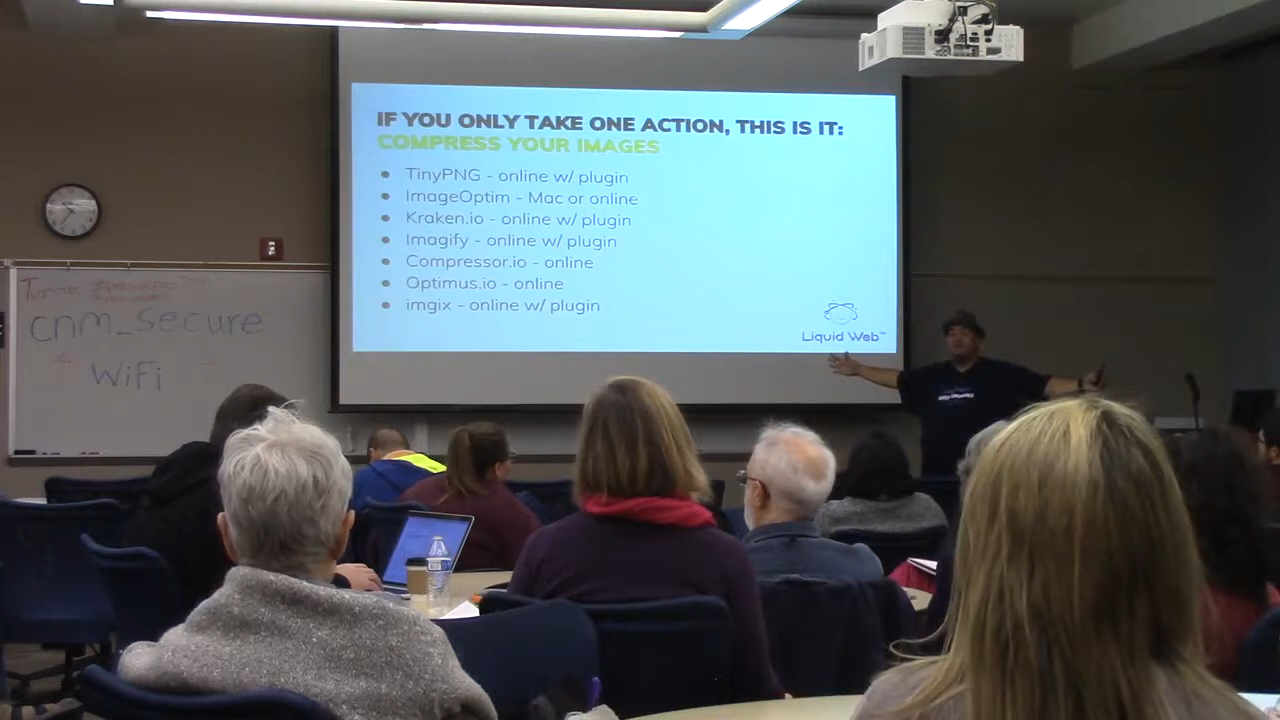 IF YOU ONLY TAKE ONE ACTION, THIS IS IT:
COMPRESS YOUR IMAGES
● TinyPNG - online w/ plugin
● ImageOptim - Mac or online
● Kraken.io - online w/ plugin
● Imagify - online w/ plugin
● Compressor.io - online
● Optimus.io - online
● imgix - online w/ plugin
Liquid Web™
cnm_secure
WiFi